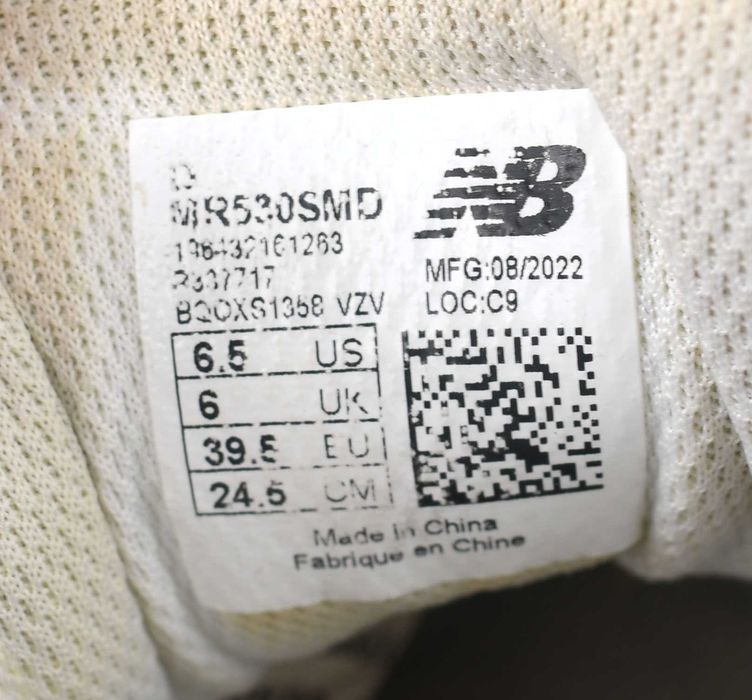 D
MR530SMD
196432161263
R337717
BQOXS1358 VZV
NB
MFG:08/2022
LOC:C9
6.5 US
6 UK
39.5 EU
24.5 CM
Made in China
Fabrique en Chine